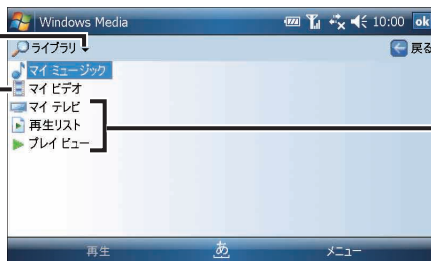 Windows Media 10:00 ok
ライブラリ 戻る
マイ ミュージック
マイ ビデオ
マイ テレビ
再生リスト
プレイ ビュー
再生 あ メニュー